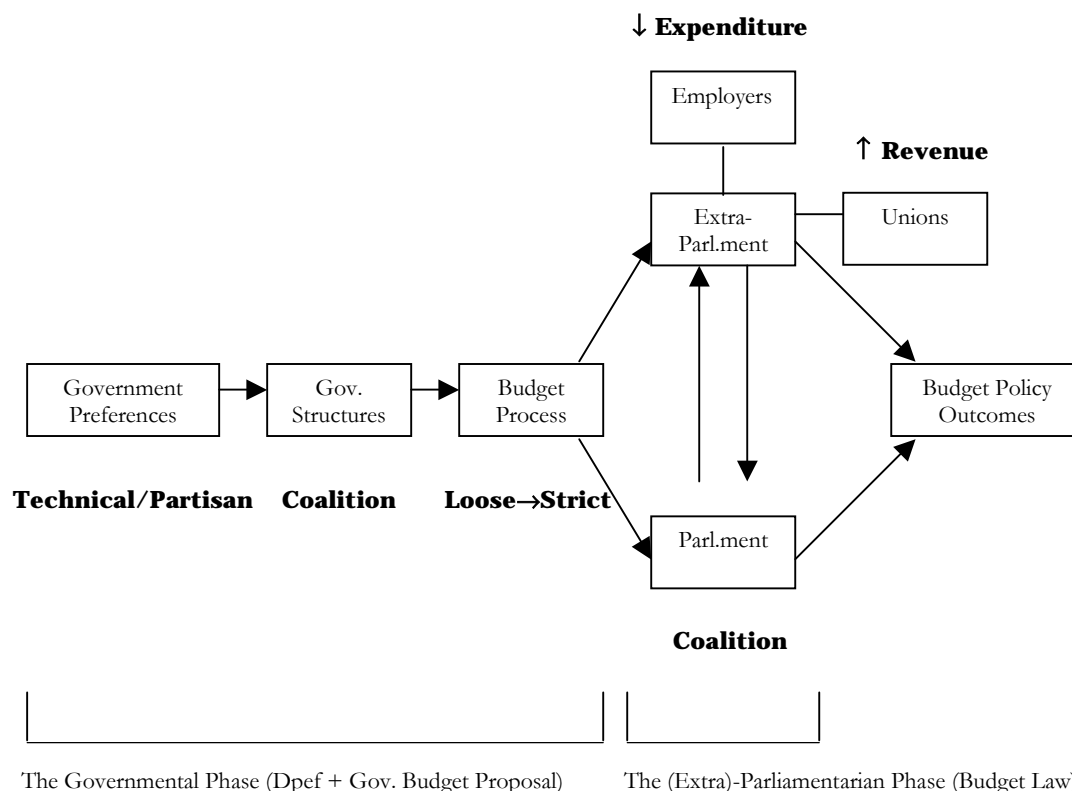 ↓ Expenditure
Employers
↑ Revenue
Extra-
Parl.ment
Unions
Government
Preferences
Gov.
Structures
Budget
Process
Budget Policy
Outcomes
Technical/Partisan
Coalition
Loose→Strict
Parl.ment
Coalition
The Governmental Phase (Dpef + Gov. Budget Proposal)
The (Extra)-Parliamentarian Phase (Budget Law)